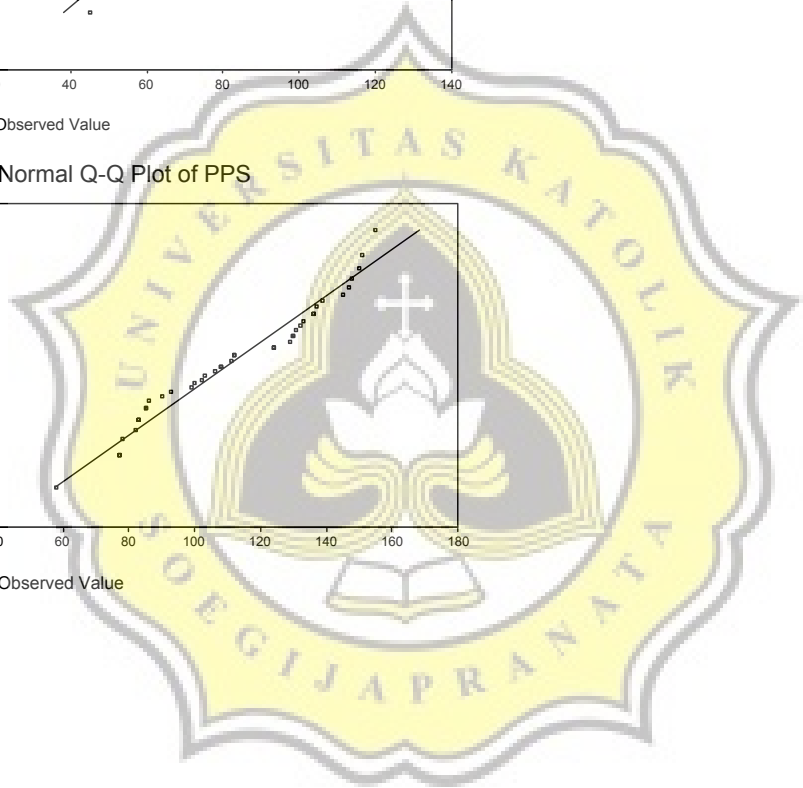 40 60 80 100 120 140
Observed Value
Normal Q-Q Plot of PPS
0 60 80 100 120 140 160 180
Observed Value
UNIVERSITAS KATOLIK
SOEGIJAPRANATA